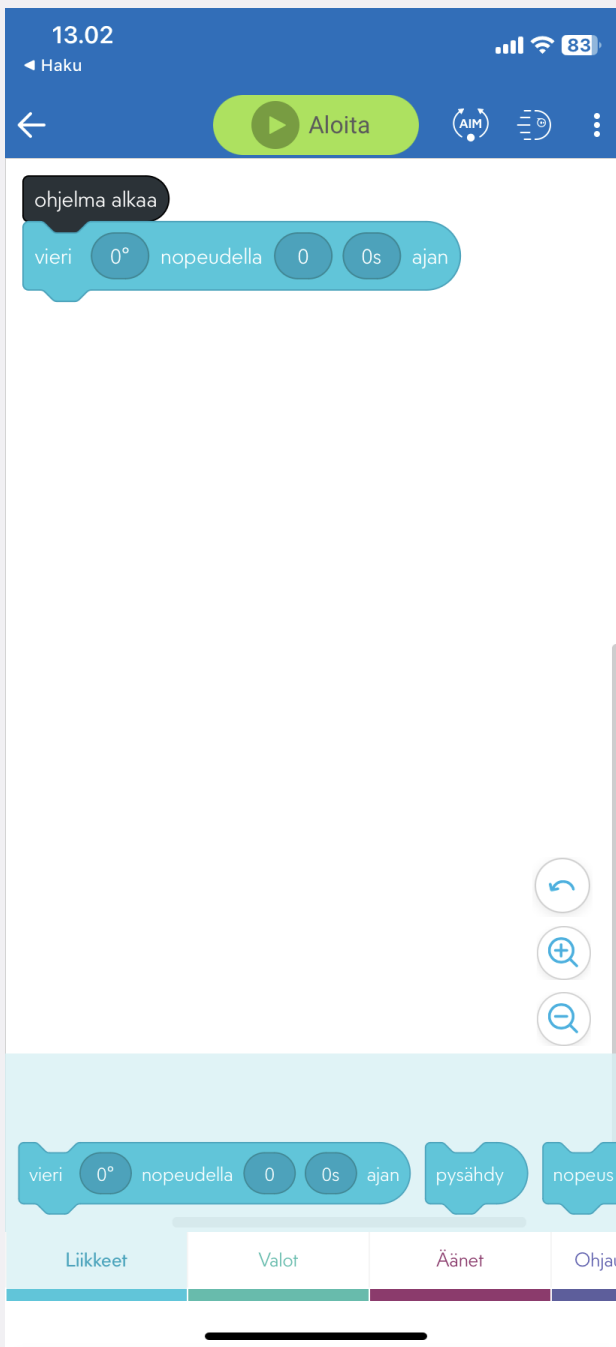 13.02
83
◀ Haku
Aloita
AIM
ohjelma alkaa
vieri 0° nopeudella 0 0s ajan
vieri 0° nopeudella 0 0s ajan
pysähdy
nopeus
Liikkeet
Valot
Äänet
Ohjau